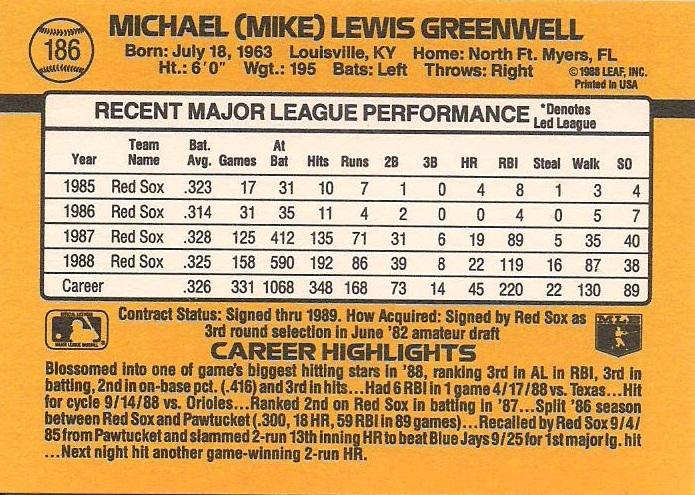 186
MICHAEL (MIKE) LEWIS GREENWELL
Born: July 18, 1963 Louisville, KY Home: North Ft. Myers, FL
Ht.: 6'0" Wgt.: 195 Bats: Left Throws: Right
©1988 LEAF, INC.
Printed in USA
RECENT MAJOR LEAGUE PERFORMANCE *Denotes Led League
Year Team Name Bat. Avg. Games At Bat Hits Runs 2B 3B HR RBI Steal Walk SO
1985 Red Sox .323 17 31 10 7 1 0 4 8 1 3 4
1986 Red Sox .314 31 35 11 4 2 0 0 4 0 5 7
1987 Red Sox .328 125 412 135 71 31 6 19 89 5 35 40
1988 Red Sox .325 158 590 192 86 39 8 22 119 16 87 38
Career .326 331 1068 348 168 73 14 45 220 22 130 89
Contract Status: Signed thru 1989. How Acquired: Signed by Red Sox as
3rd round selection in June '82 amateur draft
MAJOR LEAGUE BASEBALL
CAREER HIGHLIGHTS
Blossomed into one of game's biggest hitting stars in '88, ranking 3rd in AL in RBI, 3rd in
batting, 2nd in on-base pct. (.416) and 3rd in hits...Had 6 RBI in 1 game 4/17/88 vs. Texas...Hit
for cycle 9/14/88 vs. Orioles...Ranked 2nd on Red Sox in batting in '87...Split '86 season
between Red Sox and Pawtucket (.300, 18 HR, 59 RBI in 89 games)...Recalled by Red Sox 9/4/
85 from Pawtucket and slammed 2-run 13th inning HR to beat Blue Jays 9/25 for 1st major lg. hit
...Next night hit another game-winning 2-run HR.